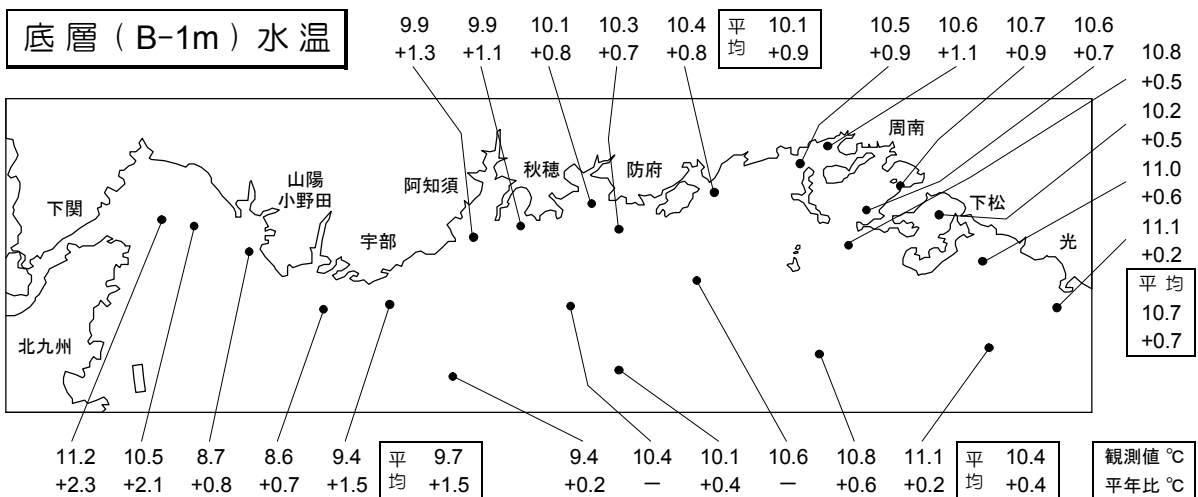 底層（B-1m）水温
9.9 9.9 10.1 10.3 10.4 平均 10.1 10.5 10.6 10.7 10.6
+1.3 +1.1 +0.8 +0.7 +0.8 +0.9 +0.9 +1.1 +0.9 +0.7
10.8
+0.5
10.2
+0.5
11.0
+0.6
11.1
+0.2
平均
10.7
+0.7
周南
下松
光
防府
秋穂
阿知須
宇部
山陽
小野田
下関
北九州
11.2 10.5 8.7 8.6 9.4 平均 9.7 9.4 10.4 10.1 10.6 10.8 11.1 平均 10.4 観測値 ℃
+2.3 +2.1 +0.8 +0.7 +1.5 +1.5 +0.2 － +0.4 － +0.6 +0.2 +0.4 平年比 ℃